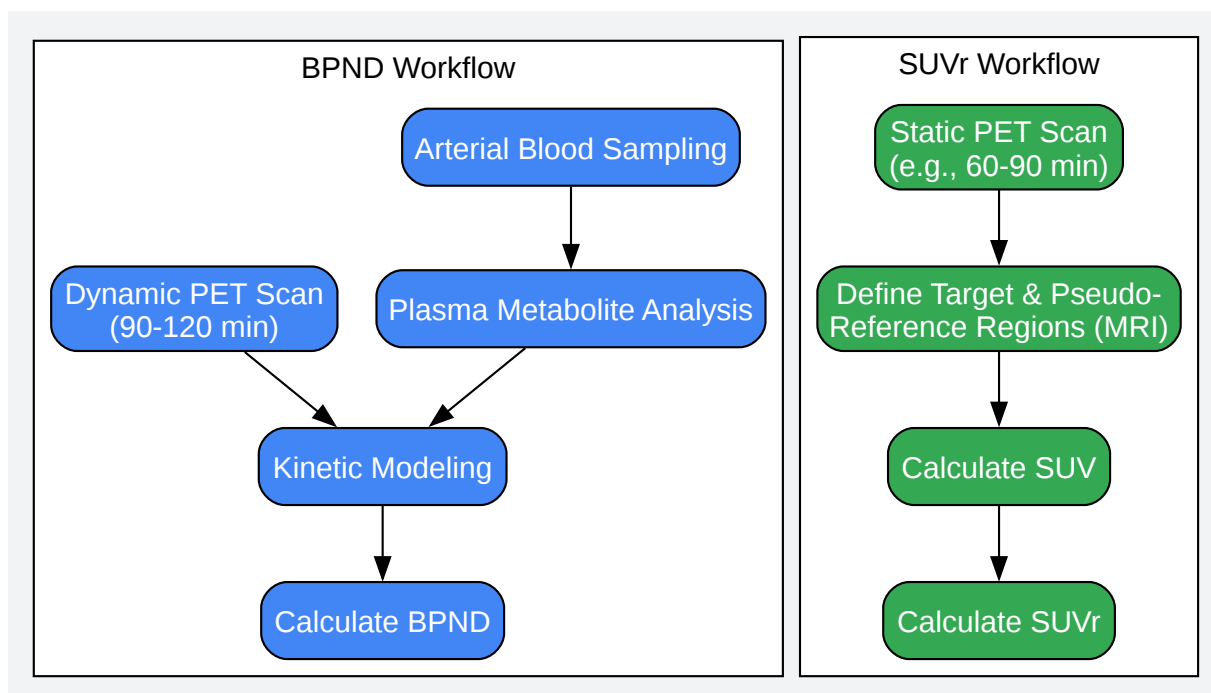 BPND Workflow
Arterial Blood Sampling
Dynamic PET Scan
(90-120 min)
Plasma Metabolite Analysis
Kinetic Modeling
Calculate BPND
SUVr Workflow
Static PET Scan
(e.g., 60-90 min)
Define Target & Pseudo-
Reference Regions (MRI)
Calculate SUV
Calculate SUVr